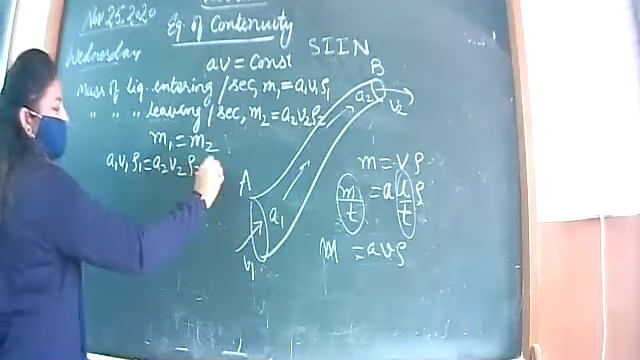 Nov 25, 2020
Eq. of Continuity
Wednesday
av = Const
SIIN
Mass of liq. entering / sec, m₁ = a₁v₁ρ₁
" " " leaving / sec, m₂ = a₂v₂ρ₂
m₁ = m₂
a₁v₁ρ₁ = a₂v₂ρ₂
A
B
a₁
a₂
v₁
v₂
m = Vρ
m/t = a d/t ρ
m = avρ